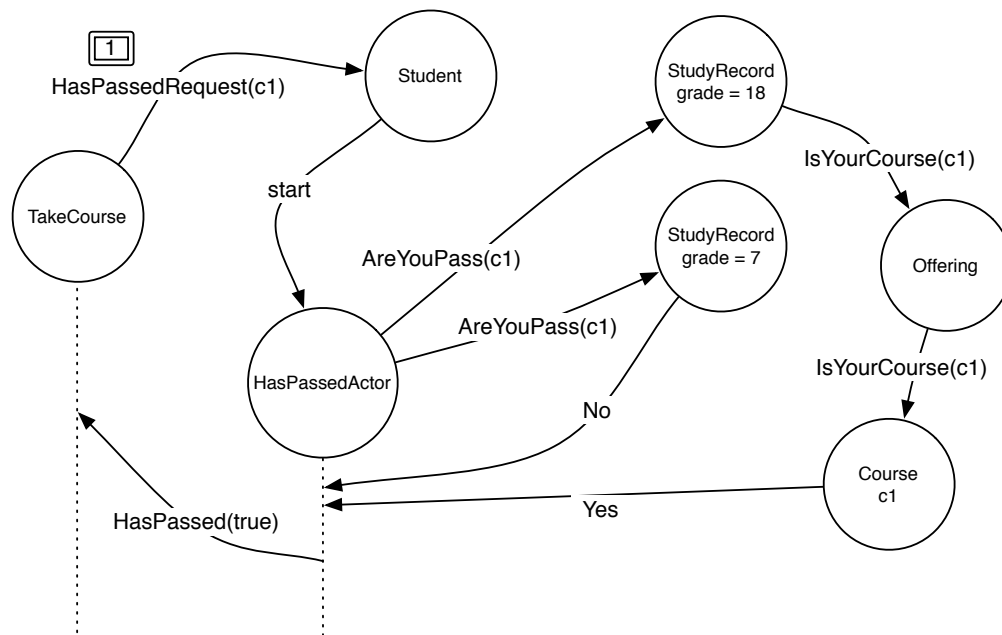 1
HasPassedRequest(c1)
Student
StudyRecord
grade = 18
IsYourCourse(c1)
TakeCourse
start
AreYouPass(c1)
StudyRecord
grade = 7
Offering
AreYouPass(c1)
HasPassedActor
IsYourCourse(c1)
No
Course
c1
Yes
HasPassed(true)